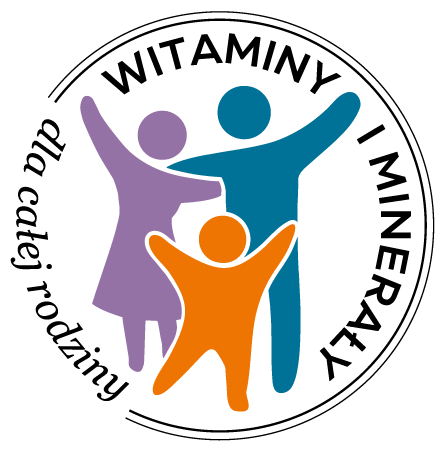 WITAMINY I MINERAŁY
dla całej rodziny